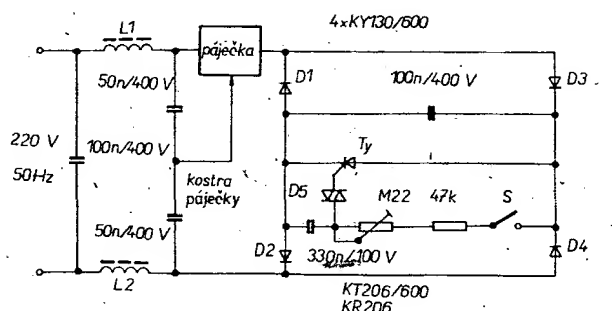 L1
4xKY130/600
páječka
D1
100n/400 V
D3
50n/400 V
220 V
50Hz
100n/400 V
kostra
páječky
Ty
D5
M22
47k
S
50n/400 V
D2
330n/100 V
D4
L2
KT206/600
KR206